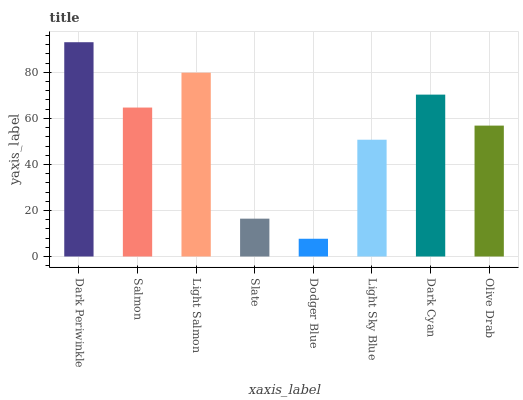 title
yaxis_label
80
60
40
20
0
Dark Periwinkle
Salmon
Light Salmon
Slate
Dodger Blue
Light Sky Blue
Dark Cyan
Olive Drab
xaxis_label